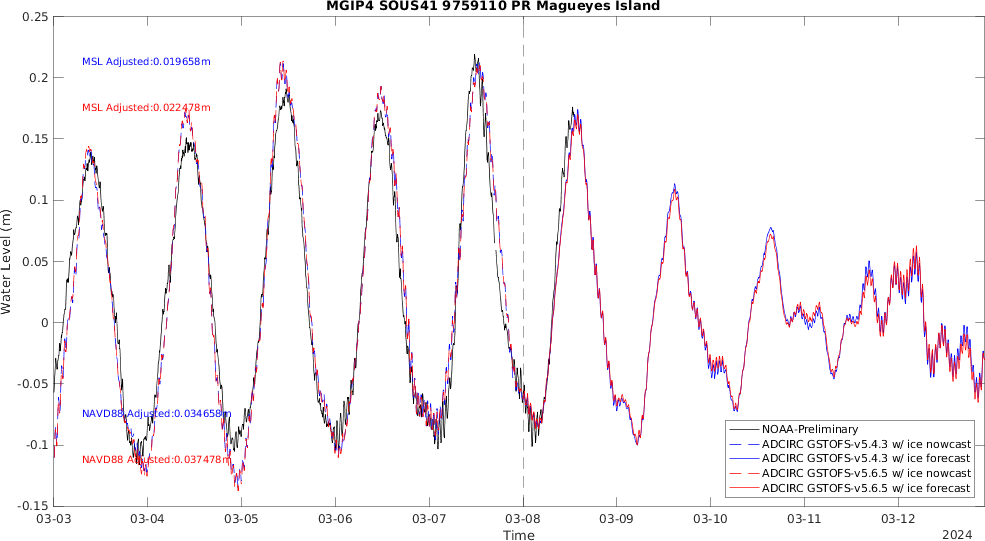 MGIP4 SOUS41 9759110 PR Magueyes Island
0.25
0.2
0.15
0.1
0.05
0
-0.05
-0.1
-0.15
Water Level (m)
MSL Adjusted:0.019658m
MSL Adjusted:0.022478m
NAVD88 Adjusted:0.034658m
NAVD88 Adjusted:0.037478m
NOAA-Preliminary
ADCIRC GSTOFS-v5.4.3 w/ ice nowcast
ADCIRC GSTOFS-v5.4.3 w/ ice forecast
ADCIRC GSTOFS-v5.6.5 w/ ice nowcast
ADCIRC GSTOFS-v5.6.5 w/ ice forecast
03-03 03-04 03-05 03-06 03-07 03-08 03-09 03-10 03-11 03-12
Time
2024